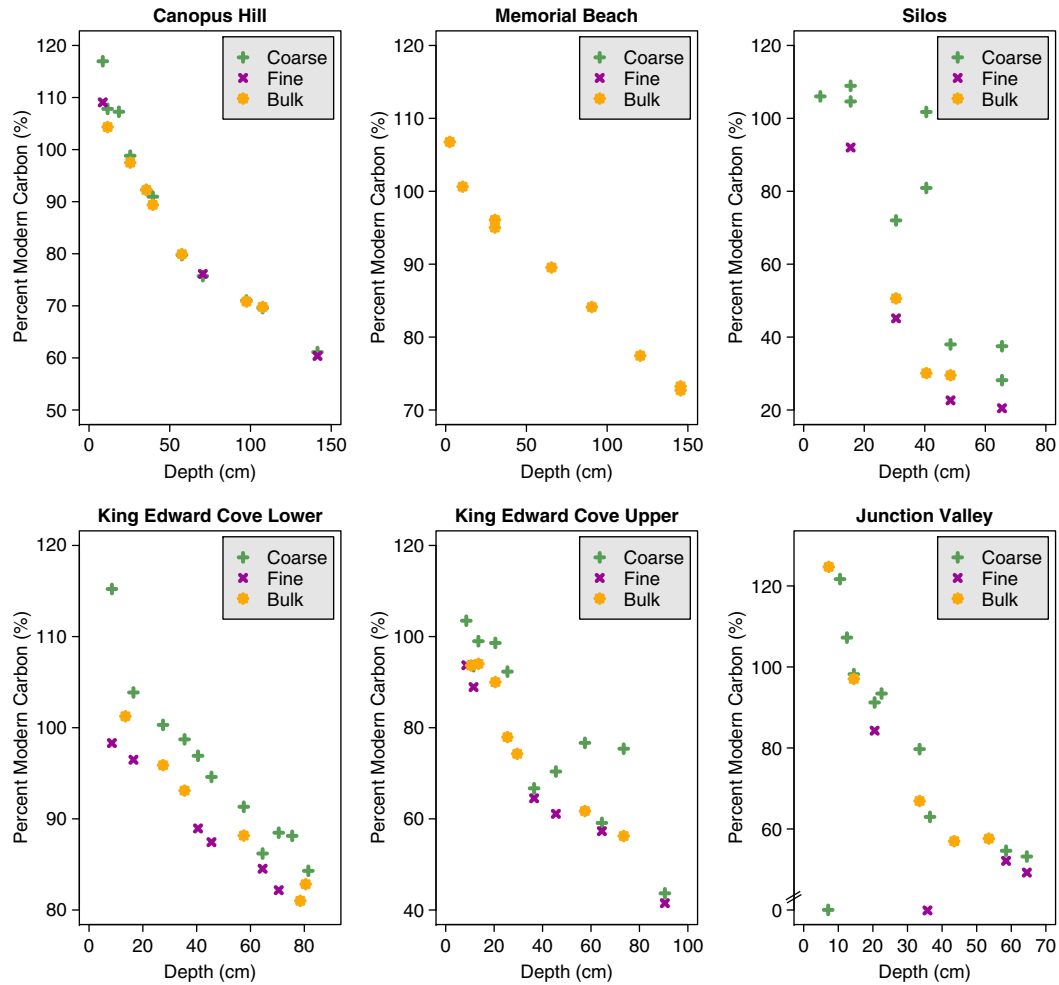 Canopus Hill
Percent Modern Carbon (%)
120
110
100
90
80
70
60
50
0
50
100
150
Depth (cm)
Coarse
Fine
Bulk
Memorial Beach
Percent Modern Carbon (%)
120
110
100
90
80
70
0
50
100
150
Depth (cm)
Coarse
Fine
Bulk
Silos
Percent Modern Carbon (%)
120
100
80
60
40
20
0
20
40
60
80
Depth (cm)
Coarse
Fine
Bulk
King Edward Cove Lower
Percent Modern Carbon (%)
120
110
100
90
80
0
20
40
60
80
Depth (cm)
Coarse
Fine
Bulk
King Edward Cove Upper
Percent Modern Carbon (%)
120
100
80
60
40
0
20
40
60
80
100
Depth (cm)
Coarse
Fine
Bulk
Junction Valley
Percent Modern Carbon (%)
120
100
80
60
0
0
10
20
30
40
50
60
70
Depth (cm)
Coarse
Fine
Bulk